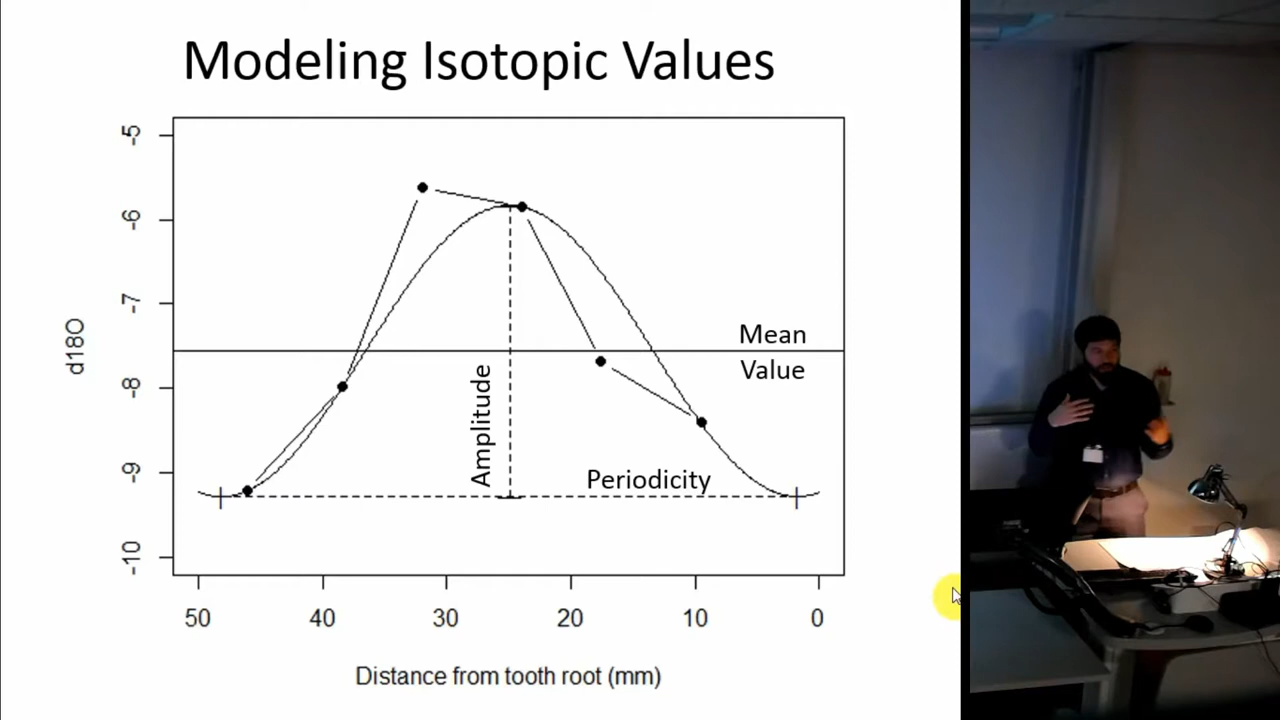 Modeling Isotopic Values
-5
-6
-7
-8
-9
-10
d18O
Mean
Value
Amplitude
Periodicity
50 40 30 20 10 0
Distance from tooth root (mm)